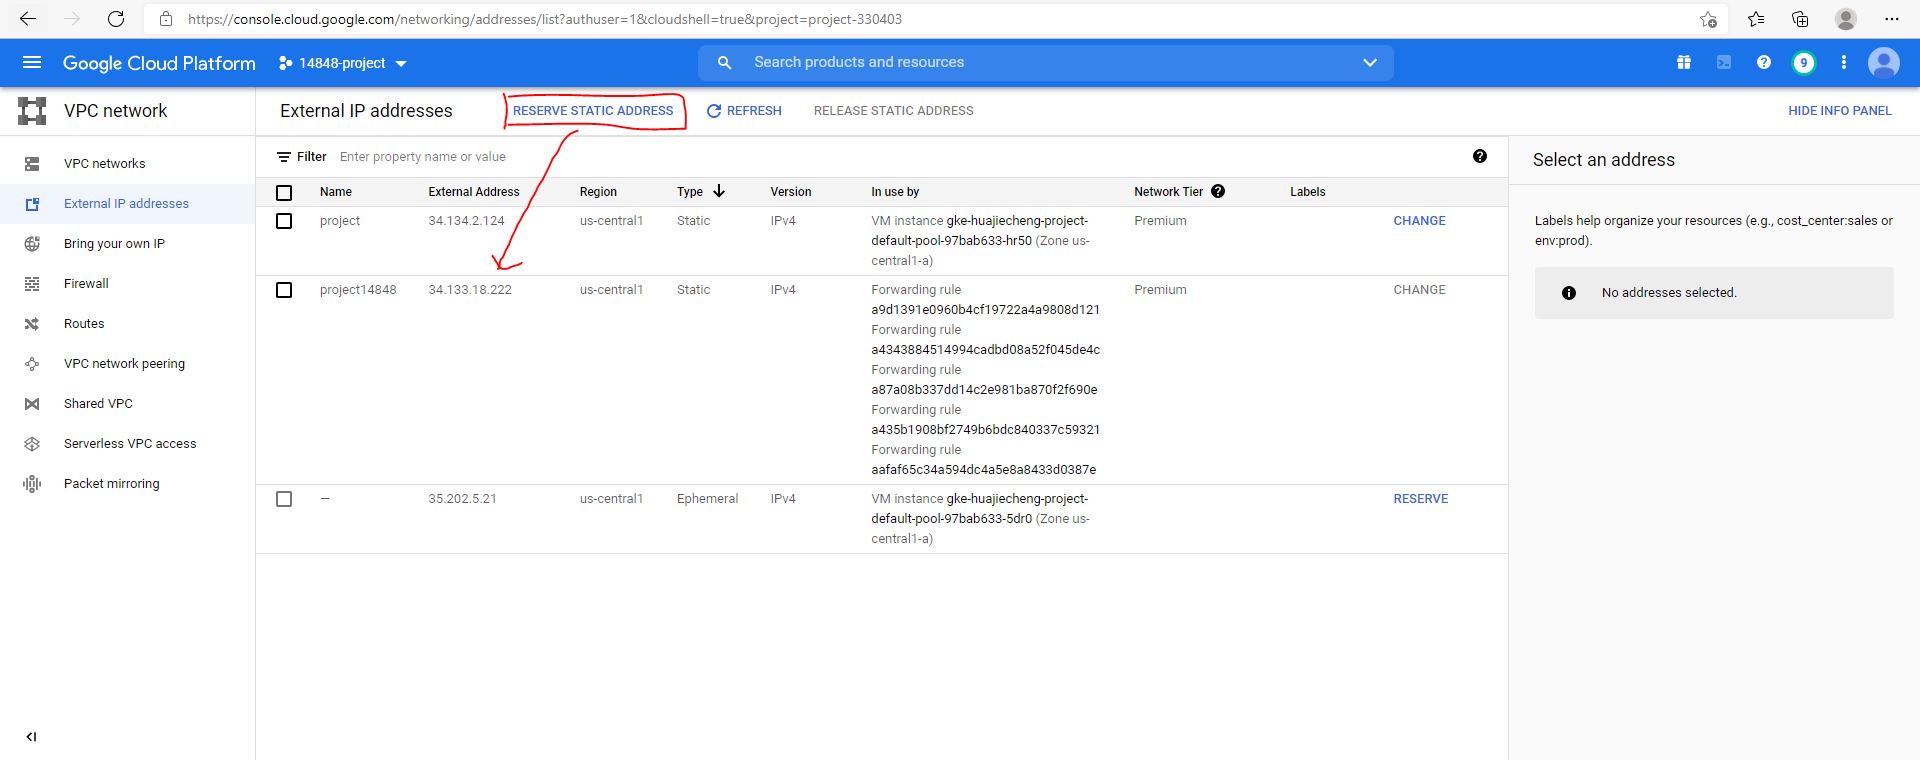 https://console.cloud.google.com/networking/addresses/list?authuser=1&cloudshell=true&project=project-330403
Google Cloud Platform 14848-project Search products and resources 9
VPC network External IP addresses RESERVE STATIC ADDRESS REFRESH RELEASE STATIC ADDRESS HIDE INFO PANEL
VPC networks
External IP addresses
Bring your own IP
Firewall
Routes
VPC network peering
Shared VPC
Serverless VPC access
Packet mirroring
Filter Enter property name or value
Name External Address Region Type Version In use by Network Tier Labels
project 34.134.2.124 us-central1 Static IPv4 VM instance gke-huajiecheng-project- Premium CHANGE
default-pool-97bab633-hr50 (Zone us-
central1-a)
project14848 34.133.18.222 us-central1 Static IPv4 Forwarding rule Premium CHANGE
a9d1391e0960b4cf19722a4a9808d121
Forwarding rule
a4343884514994cadbd08a52f045de4c
Forwarding rule
a87a08b337dd14c2e981ba870f2f690e
Forwarding rule
a435b1908bf2749b6bdc840337c59321
Forwarding rule
aafaf65c34a594dc4a5e8a8433d0387e
— 35.202.5.21 us-central1 Ephemeral IPv4 VM instance gke-huajiecheng-project- RESERVE
default-pool-97bab633-5dr0 (Zone us-
central1-a)
Select an address
Labels help organize your resources (e.g., cost_center:sales or
env:prod).
No addresses selected.